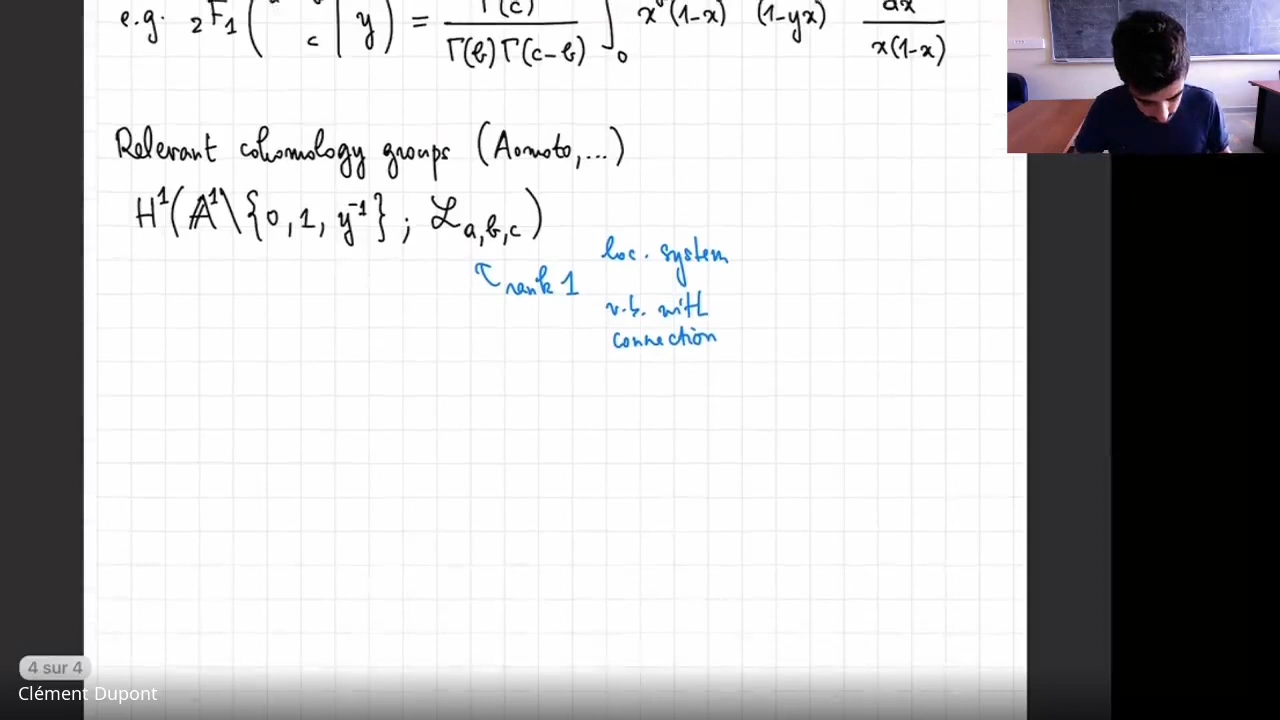 e.g. ₂F₁( c | y ) = Γ(c) / Γ(b)Γ(c-b) ∫₀ x (1-x) (1-yx) dx / x(1-x)
Relevant cohomology groups (Aomoto,...)
H¹(𝔸¹\{0,1,y⁻¹}; ℒ_{a,b,c})
loc. system
rank 1
v.b. with
connection
4 sur 4
Clément Dupont